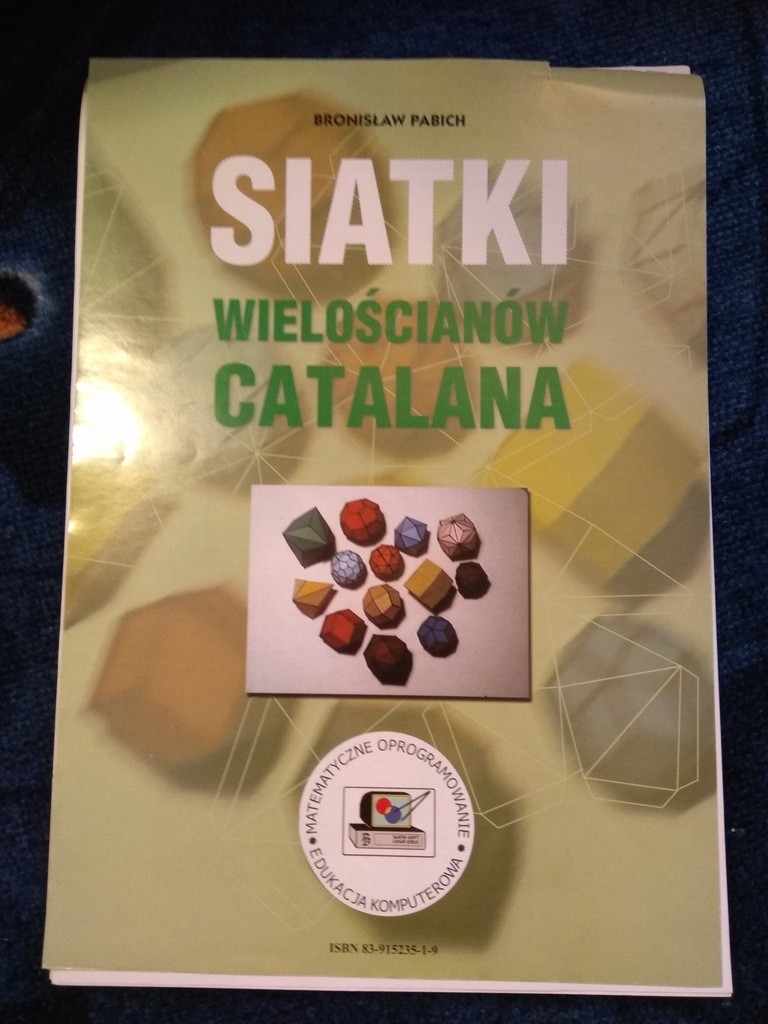 BRONISŁAW PABICH
SIATKI
WIELOŚCIANÓW
CATALANA
• MATEMATYCZNE OPROGRAMOWANIE •
EDUKACJA KOMPUTEROWA
ISBN 83-915235-1-9